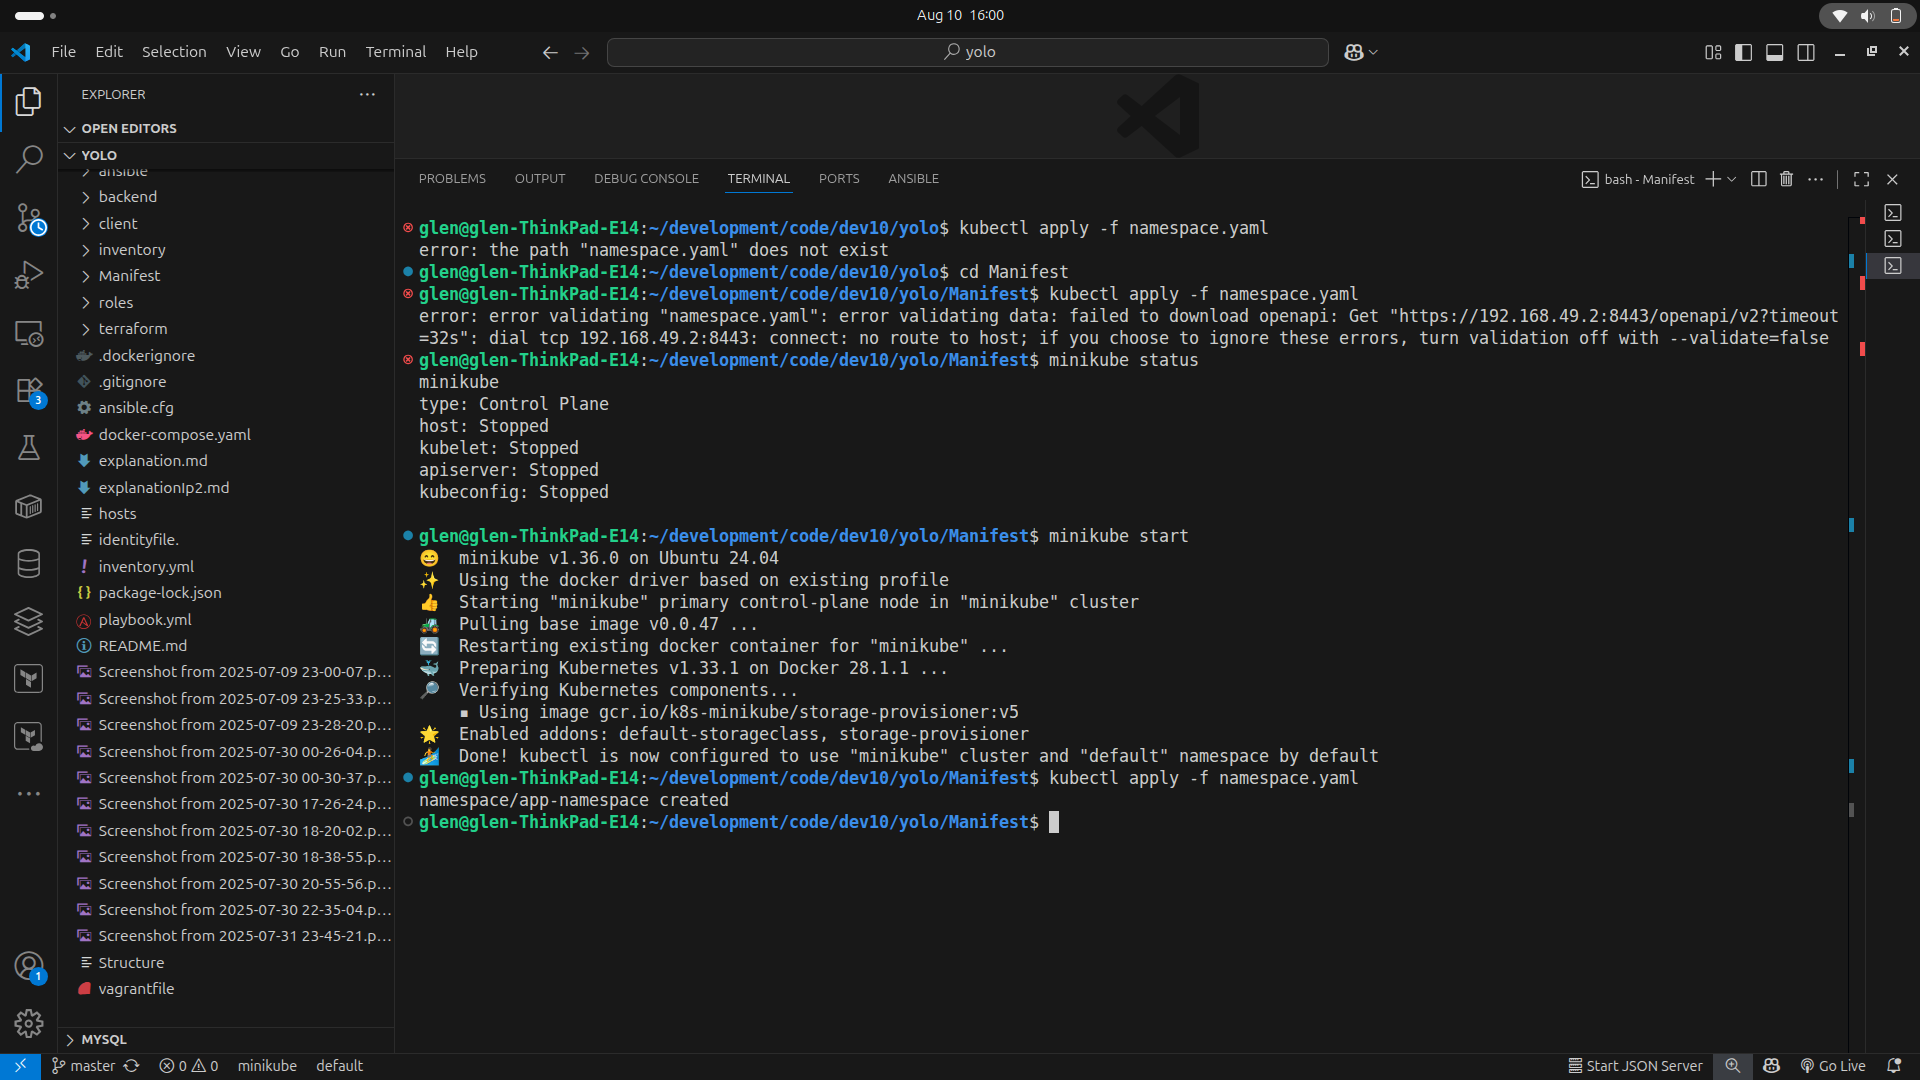 Aug 10 16:00
File Edit Selection View Go Run Terminal Help
yolo
EXPLORER
OPEN EDITORS
YOLO
ansible
backend
client
inventory
Manifest
roles
terraform
.dockerignore
.gitignore
ansible.cfg
docker-compose.yaml
explanation.md
explanationIp2.md
hosts
identityfile.
inventory.yml
package-lock.json
playbook.yml
README.md
Screenshot from 2025-07-09 23-00-07.p...
Screenshot from 2025-07-09 23-25-33.p...
Screenshot from 2025-07-09 23-28-20.p...
Screenshot from 2025-07-30 00-26-04.p...
Screenshot from 2025-07-30 00-30-37.p...
Screenshot from 2025-07-30 17-26-24.p...
Screenshot from 2025-07-30 18-20-02.p...
Screenshot from 2025-07-30 18-38-55.p...
Screenshot from 2025-07-30 20-55-56.p...
Screenshot from 2025-07-30 22-35-04.p...
Screenshot from 2025-07-31 23-45-21.p...
Structure
vagrantfile
MYSQL
3
1
PROBLEMS OUTPUT DEBUG CONSOLE TERMINAL PORTS ANSIBLE
bash - Manifest
glen@glen-ThinkPad-E14:~/development/code/dev10/yolo$ kubectl apply -f namespace.yaml
error: the path "namespace.yaml" does not exist
glen@glen-ThinkPad-E14:~/development/code/dev10/yolo$ cd Manifest
glen@glen-ThinkPad-E14:~/development/code/dev10/yolo/Manifest$ kubectl apply -f namespace.yaml
error: error validating "namespace.yaml": error validating data: failed to download openapi: Get "https://192.168.49.2:8443/openapi/v2?timeout
=32s": dial tcp 192.168.49.2:8443: connect: no route to host; if you choose to ignore these errors, turn validation off with --validate=false
glen@glen-ThinkPad-E14:~/development/code/dev10/yolo/Manifest$ minikube status
minikube
type: Control Plane
host: Stopped
kubelet: Stopped
apiserver: Stopped
kubeconfig: Stopped
glen@glen-ThinkPad-E14:~/development/code/dev10/yolo/Manifest$ minikube start
😄 minikube v1.36.0 on Ubuntu 24.04
✨ Using the docker driver based on existing profile
👍 Starting "minikube" primary control-plane node in "minikube" cluster
🚜 Pulling base image v0.0.47 ...
🔄 Restarting existing docker container for "minikube" ...
🐳 Preparing Kubernetes v1.33.1 on Docker 28.1.1 ...
🔎 Verifying Kubernetes components...
▪ Using image gcr.io/k8s-minikube/storage-provisioner:v5
🌟 Enabled addons: default-storageclass, storage-provisioner
🏄 Done! kubectl is now configured to use "minikube" cluster and "default" namespace by default
glen@glen-ThinkPad-E14:~/development/code/dev10/yolo/Manifest$ kubectl apply -f namespace.yaml
namespace/app-namespace created
glen@glen-ThinkPad-E14:~/development/code/dev10/yolo/Manifest$
master 0 0 minikube default Start JSON Server Go Live